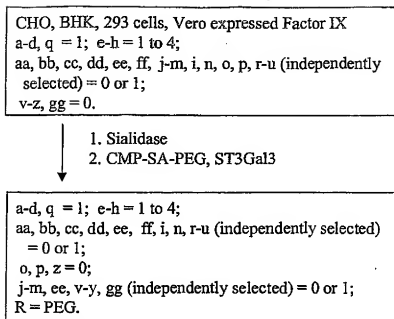 CHO, BHK, 293 cells, Vero expressed Factor IX
a-d, q = 1;  e-h = 1 to 4;
aa, bb, cc, dd, ee, ff, j-m, i, n, o, p, r-u (independently
selected) = 0 or 1;
v-z, gg = 0.
1. Sialidase
2. CMP-SA-PEG, ST3Gal3
a-d, q = 1;  e-h = 1 to 4;
aa, bb, cc, dd, ee, ff, i, n, r-u (independently selected)
= 0 or 1;
o, p, z = 0;
j-m, ee, v-y, gg (independently selected) = 0 or 1;
R = PEG.